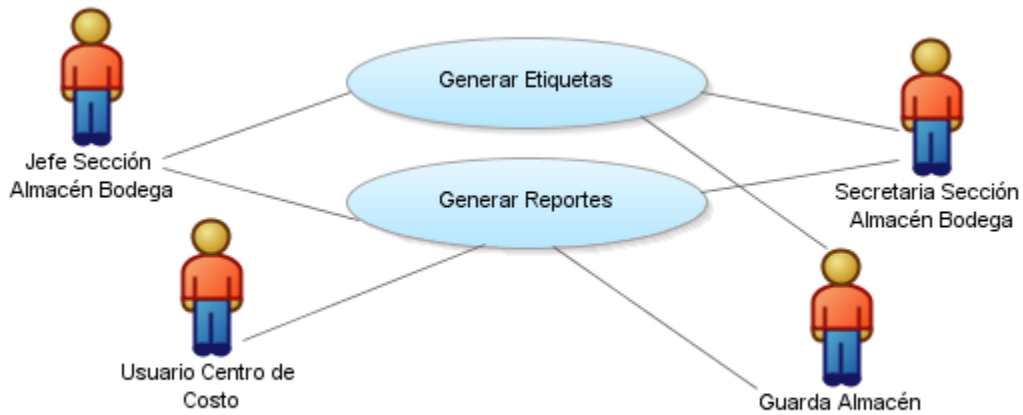 Generar Etiquetas
Jefe Sección
Almacén Bodega
Secretaria Sección
Almacén Bodega
Generar Reportes
Usuario Centro de
Costo
Guarda Almacén